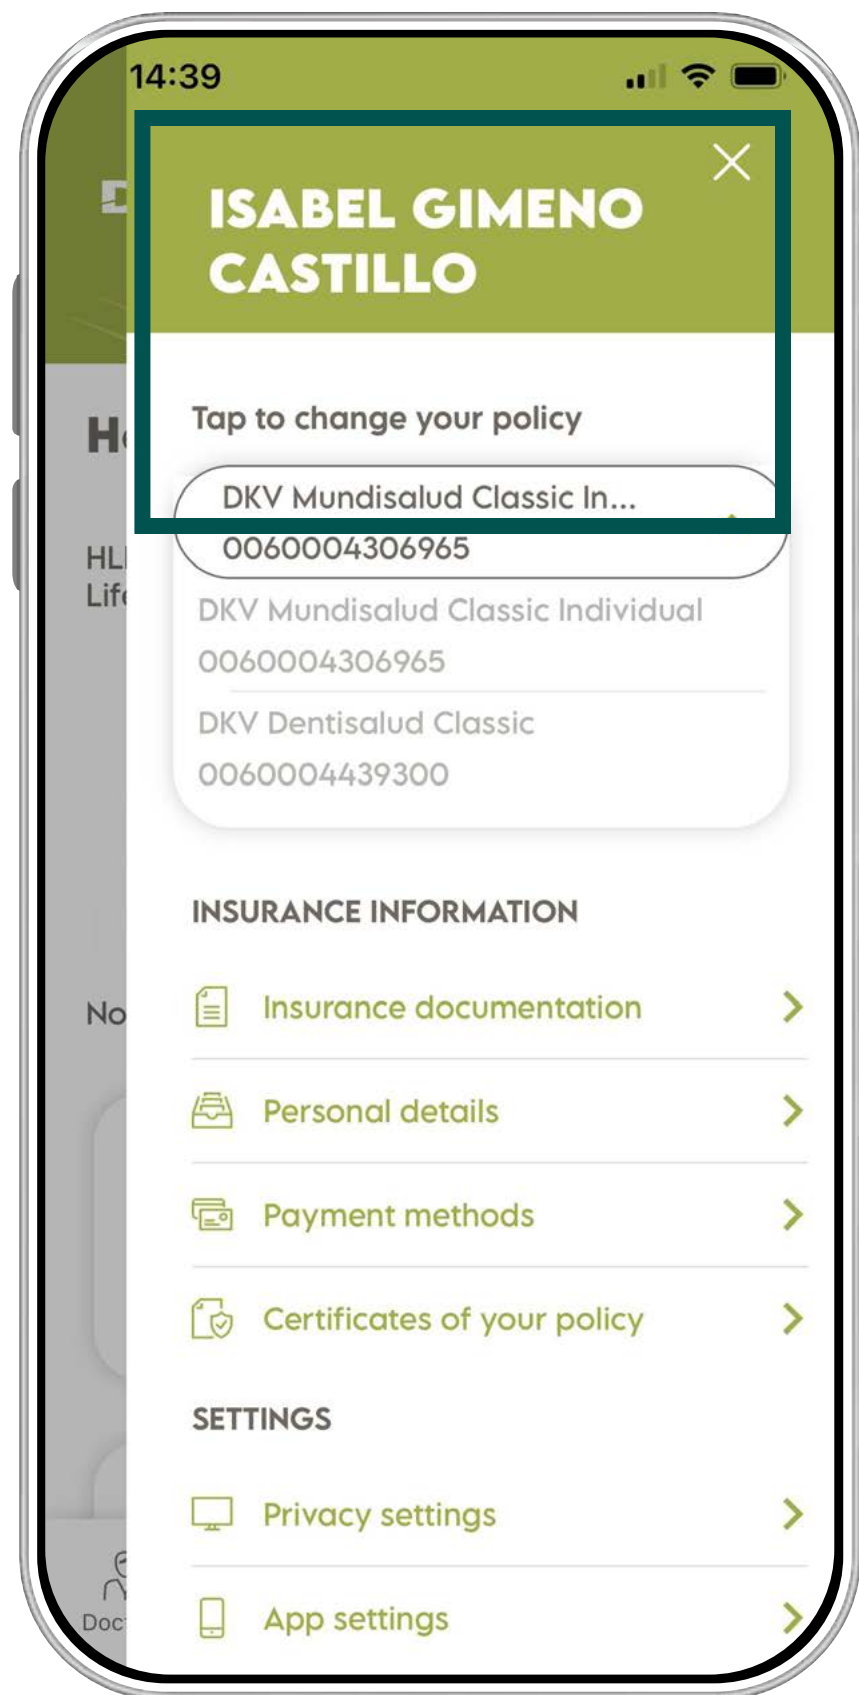 14:39
ISABEL GIMENO
CASTILLO
Tap to change your policy
DKV Mundisalud Classic In...
0060004306965
DKV Mundisalud Classic Individual
0060004306965
DKV Dentisalud Classic
0060004439300
INSURANCE INFORMATION
Insurance documentation
Personal details
Payment methods
Certificates of your policy
SETTINGS
Privacy settings
App settings